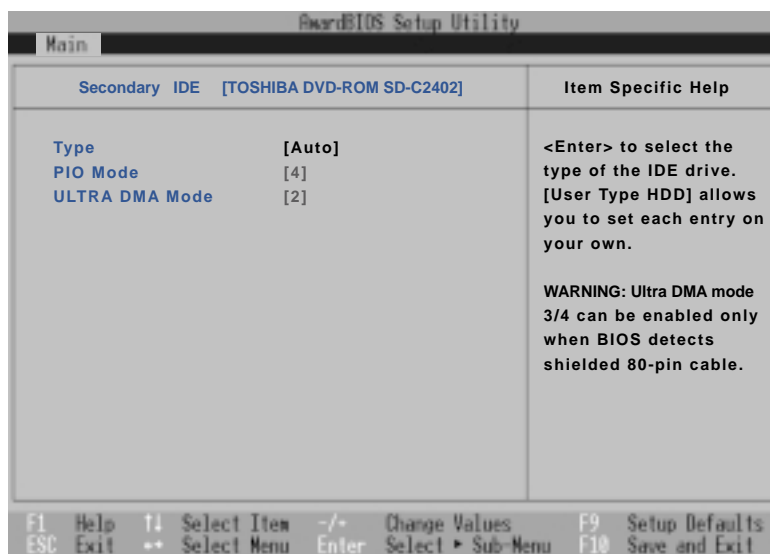 AwardBIOS Setup Utility
Main
Secondary IDE [TOSHIBA DVD-ROM SD-C2402]
Item Specific Help
Type [Auto]
PIO Mode [4]
ULTRA DMA Mode [2]
<Enter> to select the
type of the IDE drive.
[User Type HDD] allows
you to set each entry on
your own.
WARNING: Ultra DMA mode
3/4 can be enabled only
when BIOS detects
shielded 80-pin cable.
F1 Help ↑↓ Select Item -/+ Change Values F9 Setup Defaults
ESC Exit ←→ Select Menu Enter Select ► Sub-Menu F10 Save and Exit